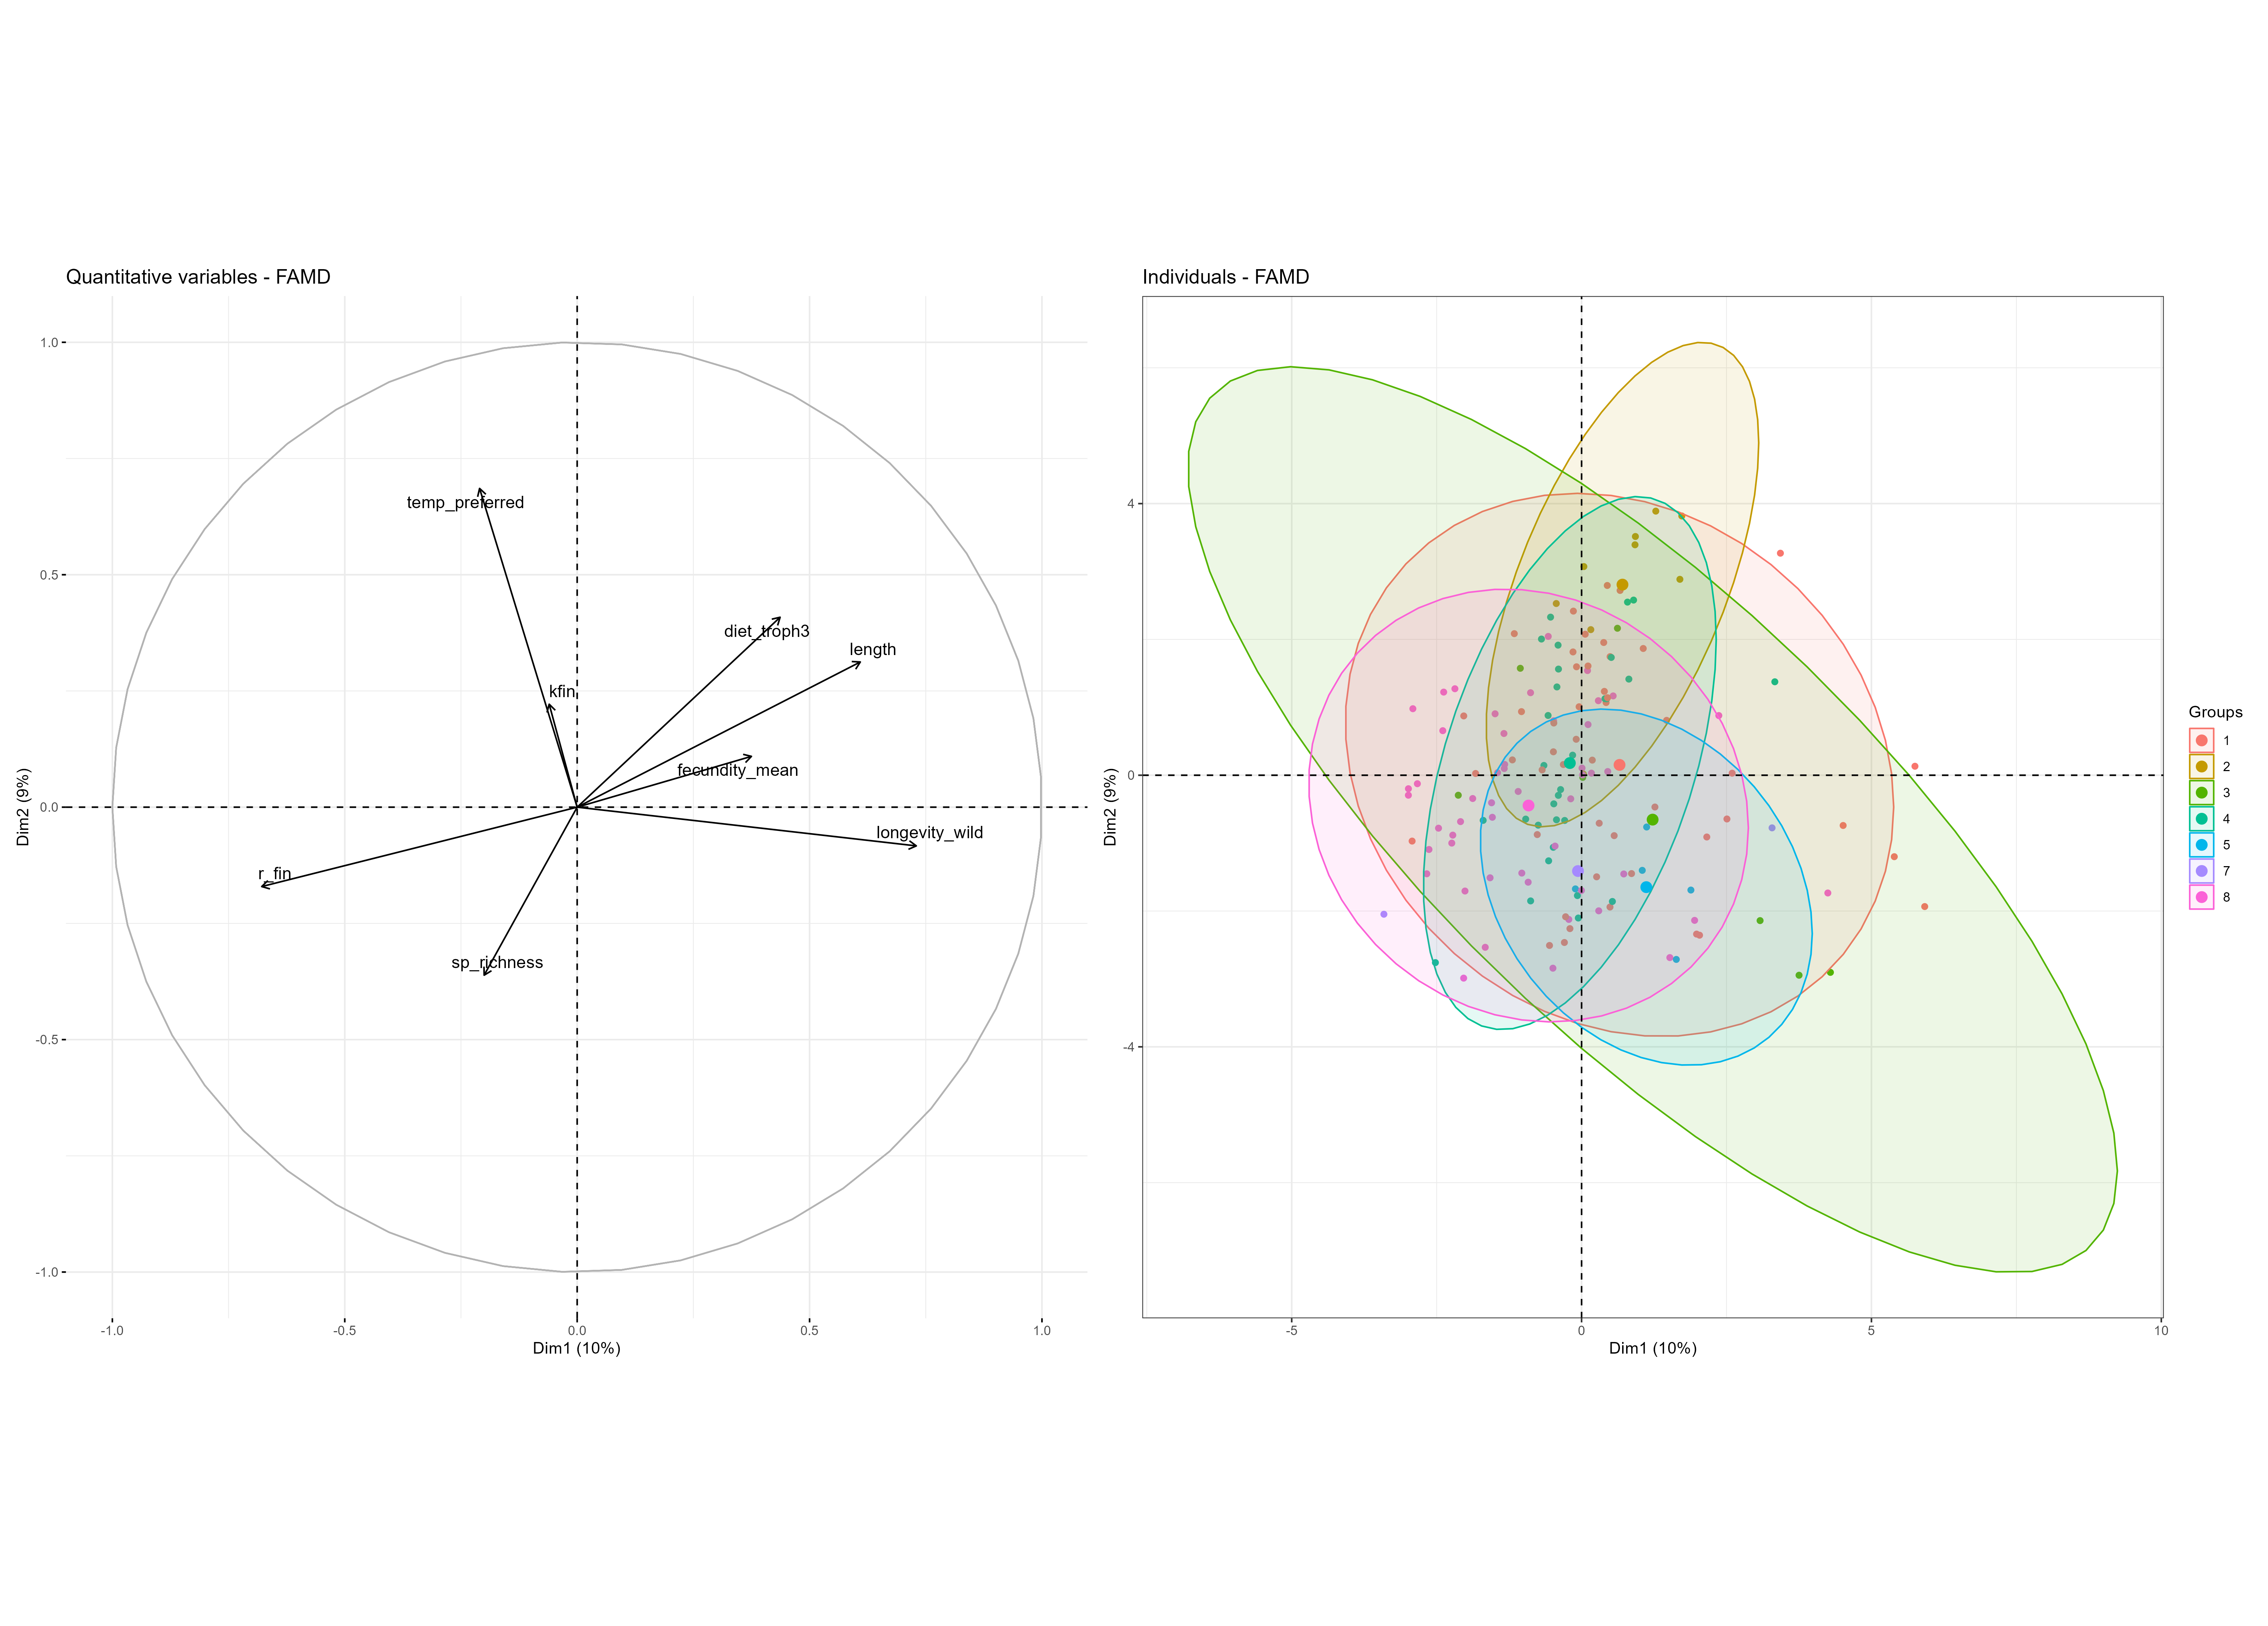 Quantitative variables - FAMD
1.0
0.5
0.0
-0.5
-1.0
Dim2 (9%)
temp_preferred
diet_troph3
length
kfin
fecundity_mean
longevity_wild
r_fin
sp_richness
-1.0 -0.5 0.0 0.5 1.0
Dim1 (10%)
Individuals - FAMD
4
0
-4
Dim2 (9%)
-5 0 5 10
Dim1 (10%)
Groups
1
2
3
4
5
7
8